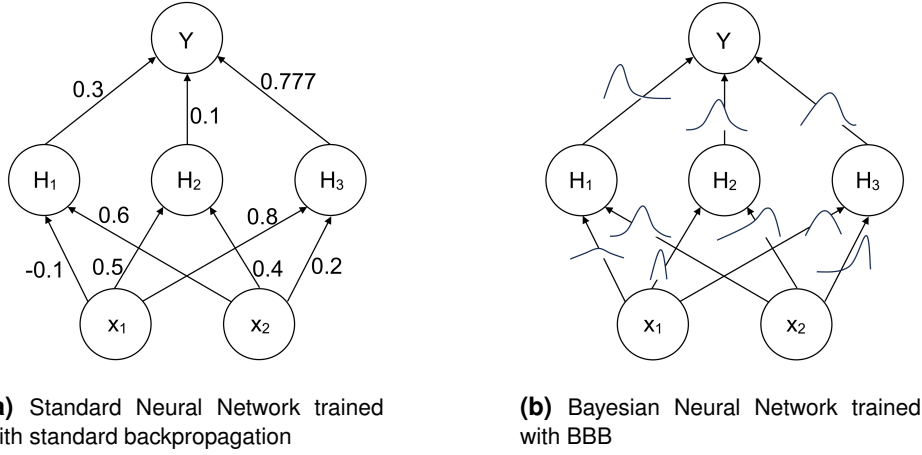 Y
Y
0.3
0.777
0.1
H1
H2
H3
H1
H2
H3
0.6
0.8
-0.1
0.5
0.4
0.2
x1
x2
x1
x2
) Standard Neural Network trained
ith standard backpropagation
(b) Bayesian Neural Network trained
with BBB